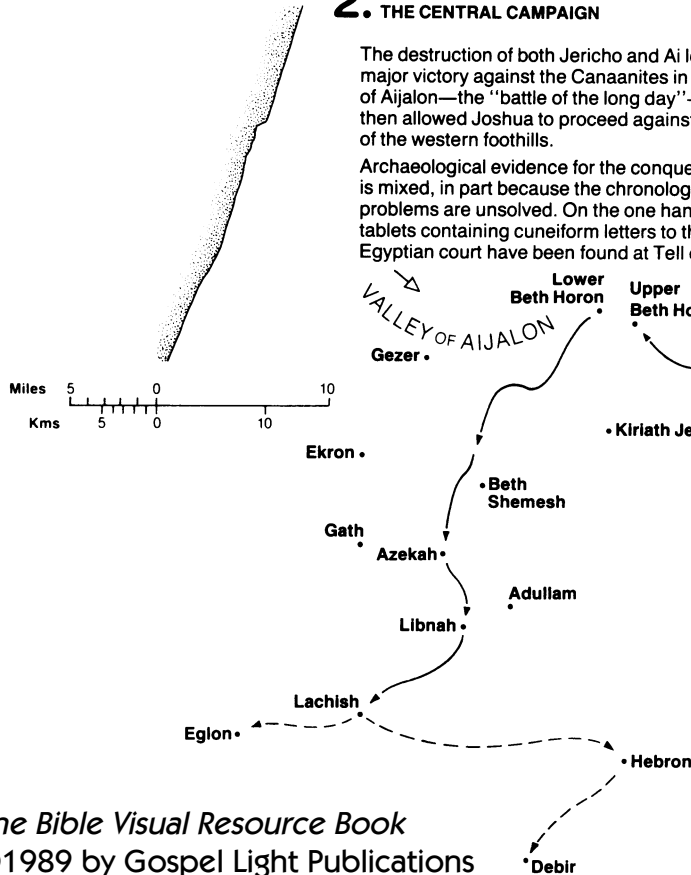 2. THE CENTRAL CAMPAIGN
The destruction of both Jericho and Ai
major victory against the Canaanites in
of Aijalon—the "battle of the long day"-
then allowed Joshua to proceed against
of the western foothills.
Archaeological evidence for the
is mixed, in part because the
problems are unsolved. On the one
tablets containing cuneiform letters to
Egyptian court have been found at Tell
Lower
Beth Horon
Upper
Beth
VALLEY OF AIJALON
Gezer
Miles 5 0 10
Kms 5 0 10
Kiriath
Ekron
Beth
Shemesh
Gath
Azekah
Adullam
Libnah
Lachish
Eglon
Hebron
Bible Visual Resource Book
1989 by Gospel Light Publications
Debir